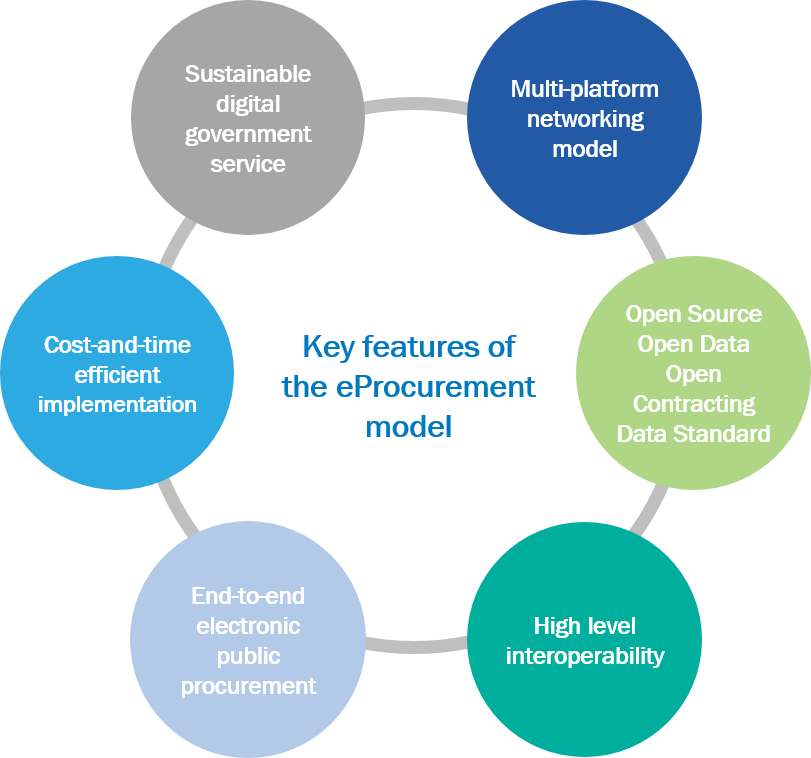 Sustainable
digital
government
service
Multi-platform
networking
model
Open Source
Open Data
Open
Contracting
Data Standard
Cost-and-time
efficient
implementation
Key features of
the eProcurement
model
End-to-end
electronic
public
procurement
High level
interoperability